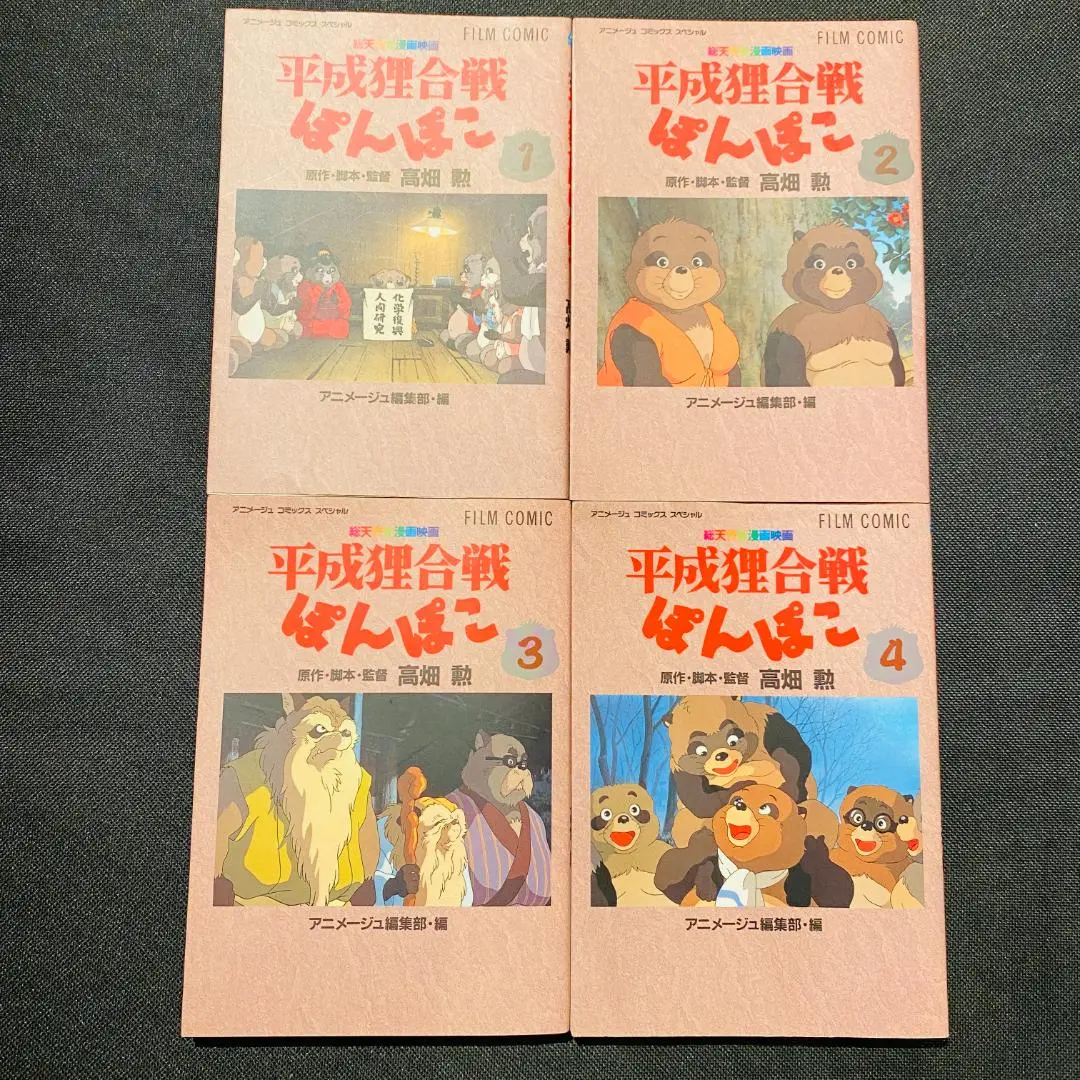 アニメージュ コミックス スペシャル
FILM COMIC
総天然色漫画映画
平成狸合戦
ぽんぽこ
1
原作・脚本・監督 高畑 勲
化学復興
人間研究
アニメージュ編集部・編
アニメージュ コミックス スペシャル
FILM COMIC
総天然色漫画映画
平成狸合戦
ぽんぽこ
2
原作・脚本・監督 高畑 勲
アニメージュ編集部・編
アニメージュ コミックス スペシャル
FILM COMIC
総天然色漫画映画
平成狸合戦
ぽんぽこ
3
原作・脚本・監督 高畑 勲
アニメージュ編集部・編
アニメージュ コミックス スペシャル
FILM COMIC
総天然色漫画映画
平成狸合戦
ぽんぽこ
4
原作・脚本・監督 高畑 勲
アニメージュ編集部・編